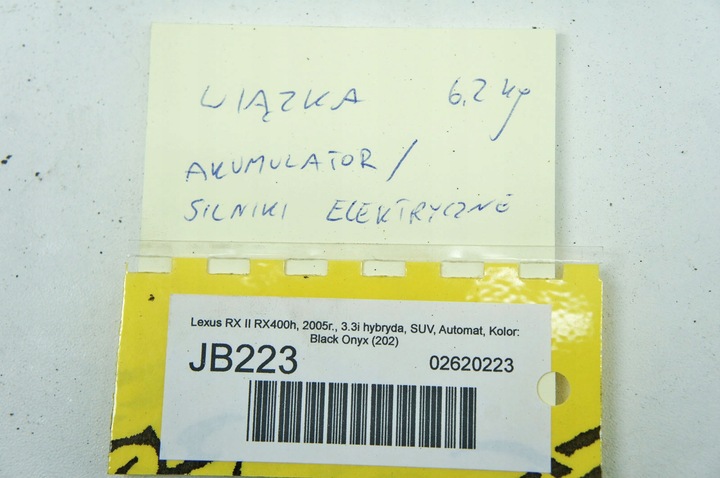 WIĄZKA 6,2 kg
AKUMULATOR /
SILNIKI ELEKTRYCZNE
Lexus RX II RX400h, 2005r., 3.3i hybryda, SUV, Automat, Kolor:
Black Onyx (202)
JB223 02620223